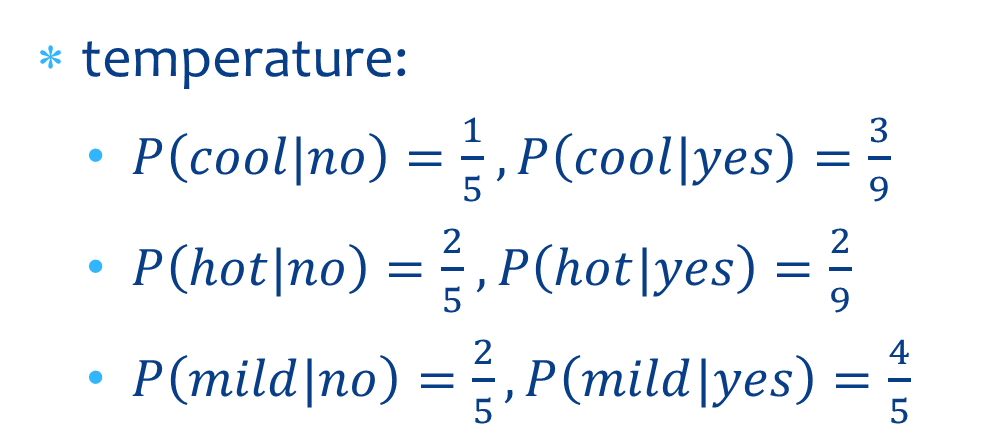 * temperature:
• P(cool|no) = 1/5, P(cool|yes) = 3/9
• P(hot|no) = 2/5, P(hot|yes) = 2/9
• P(mild|no) = 2/5, P(mild|yes) = 4/5